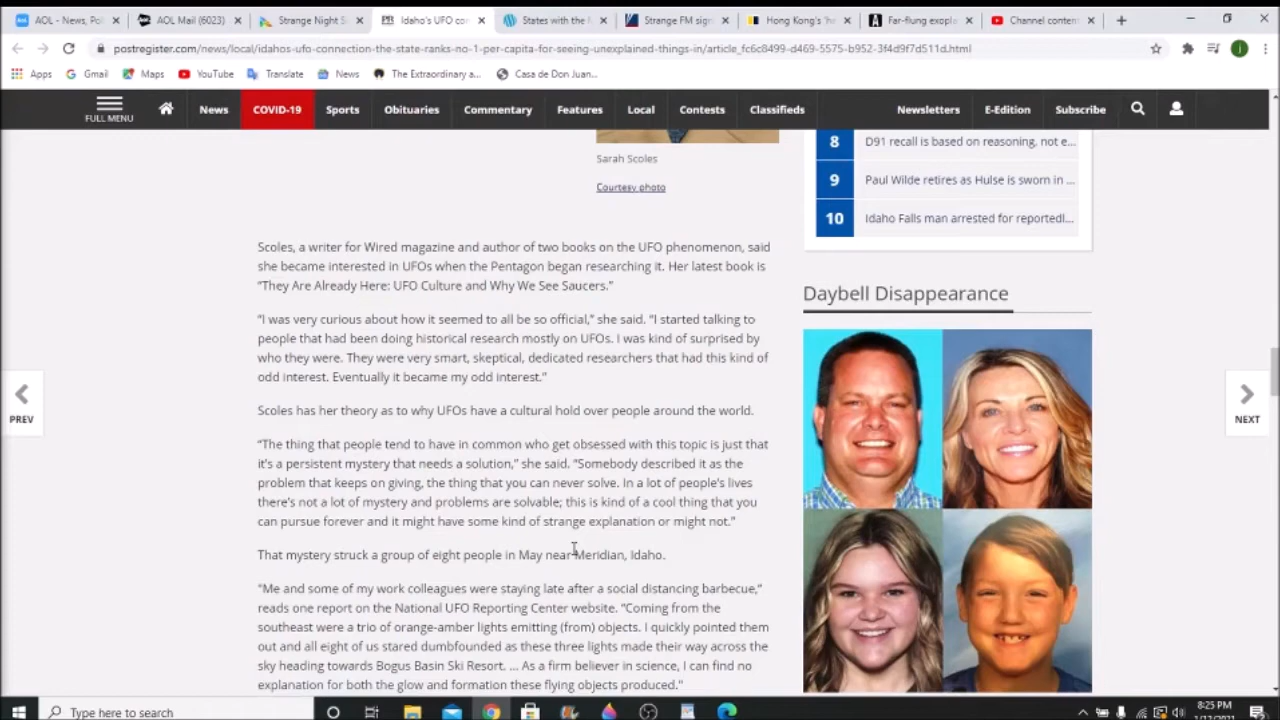 AOL - News, Pol
AOL Mail (6023)
Strange Night S
Idaho's UFO con
States with the M
Strange FM sign
Hong Kong's 'h
Far-flung exopl
Channel content
postregister.com/news/local/idahos-ufo-connection-the-state-ranks-no-1-per-capita-for-seeing-unexplained-things-in/article_fc6c8499-d469-5575-b952-3f4d9f7d511d.html
Apps
Gmail
Maps
YouTube
Translate
News
The Extraordinary a...
Casa de Don Juan...
FULL MENU
News
COVID-19
Sports
Obituaries
Commentary
Features
Local
Contests
Classifieds
Newsletters
E-Edition
Subscribe
Sarah Scoles
Courtesy photo
8 D91 recall is based on reasoning, not e...
9 Paul Wilde retires as Hulse is sworn in ...
10 Idaho Falls man arrested for reportedl...
Scoles, a writer for Wired magazine and author of two books on the UFO phenomenon, said
she became interested in UFOs when the Pentagon began researching it. Her latest book is
"They Are Already Here: UFO Culture and Why We See Saucers."
"I was very curious about how it seemed to all be so official," she said. "I started talking to
people that had been doing historical research mostly on UFOs. I was kind of surprised by
who they were. They were very smart, skeptical, dedicated researchers that had this kind of
odd interest. Eventually it became my odd interest."
Scoles has her theory as to why UFOs have a cultural hold over people around the world.
"The thing that people tend to have in common who get obsessed with this topic is just that
it's a persistent mystery that needs a solution," she said. "Somebody described it as the
problem that keeps on giving, the thing that you can never solve. In a lot of people's lives
there's not a lot of mystery and problems are solvable; this is kind of a cool thing that you
can pursue forever and it might have some kind of strange explanation or might not."
That mystery struck a group of eight people in May near Meridian, Idaho.
"Me and some of my work colleagues were staying late after a social distancing barbecue,"
reads one report on the National UFO Reporting Center website. "Coming from the
southeast were a trio of orange-amber lights emitting (from) objects. I quickly pointed them
out and all eight of us stared dumbfounded as these three lights made their way across the
sky heading towards Bogus Basin Ski Resort. ... As a firm believer in science, I can find no
explanation for both the glow and formation these flying objects produced."
Daybell Disappearance
PREV
NEXT
Type here to search
8:25 PM